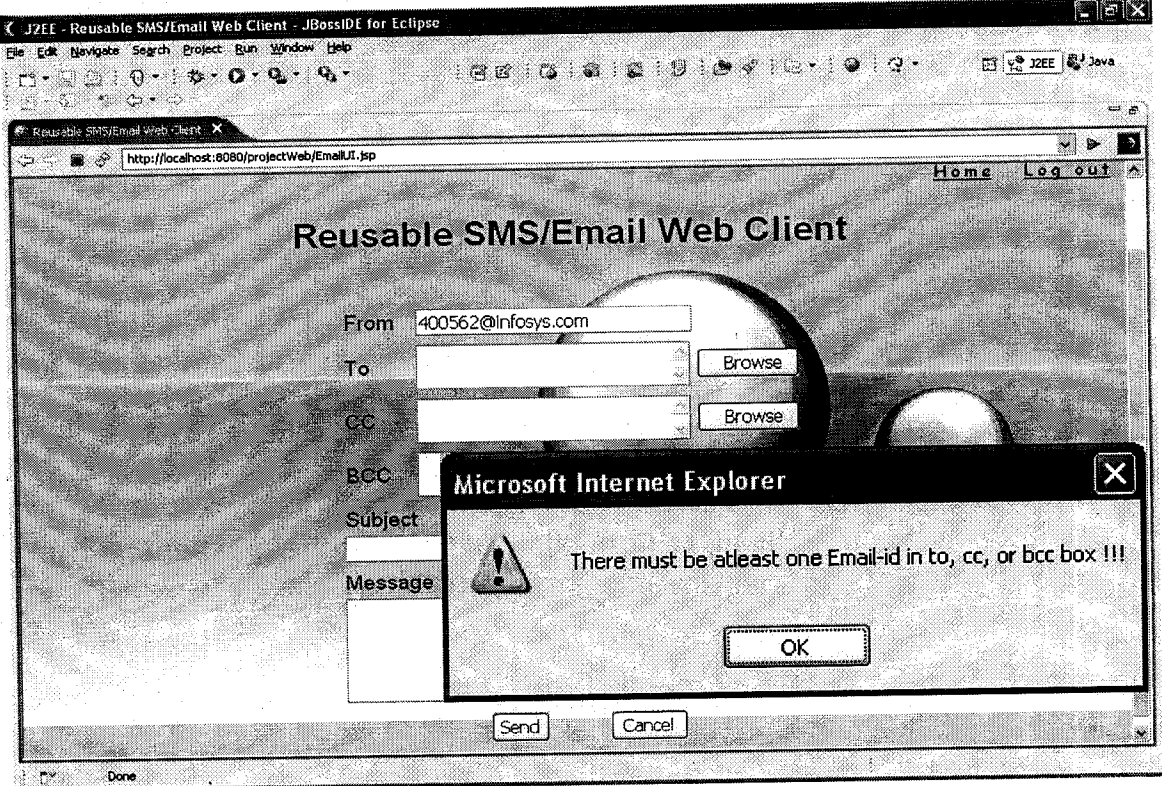 J2EE - Reusable SMS/Email Web Client - JBossIDE for Eclipse
File Edit Navigate Search Project Run Window Help
J2EE Java
Reusable SMS/Email Web Client
http://localhost:8080/projectWeb/EmailUI.jsp
Home Log out
Reusable SMS/Email Web Client
From 400562@Infosys.com
To Browse
CC Browse
BCC
Microsoft Internet Explorer
Subject
There must be atleast one Email-id in to, cc, or bcc box !!!
Message
OK
Send Cancel
Done